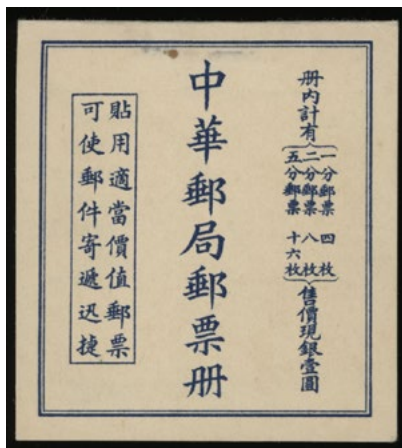 册內計有
一分郵票　四枚
二分郵票　八枚
五分郵票　十六枚
售價現銀壹圓
中華郵局郵票册
貼用適當價值郵票
可使郵件寄遞迅捷